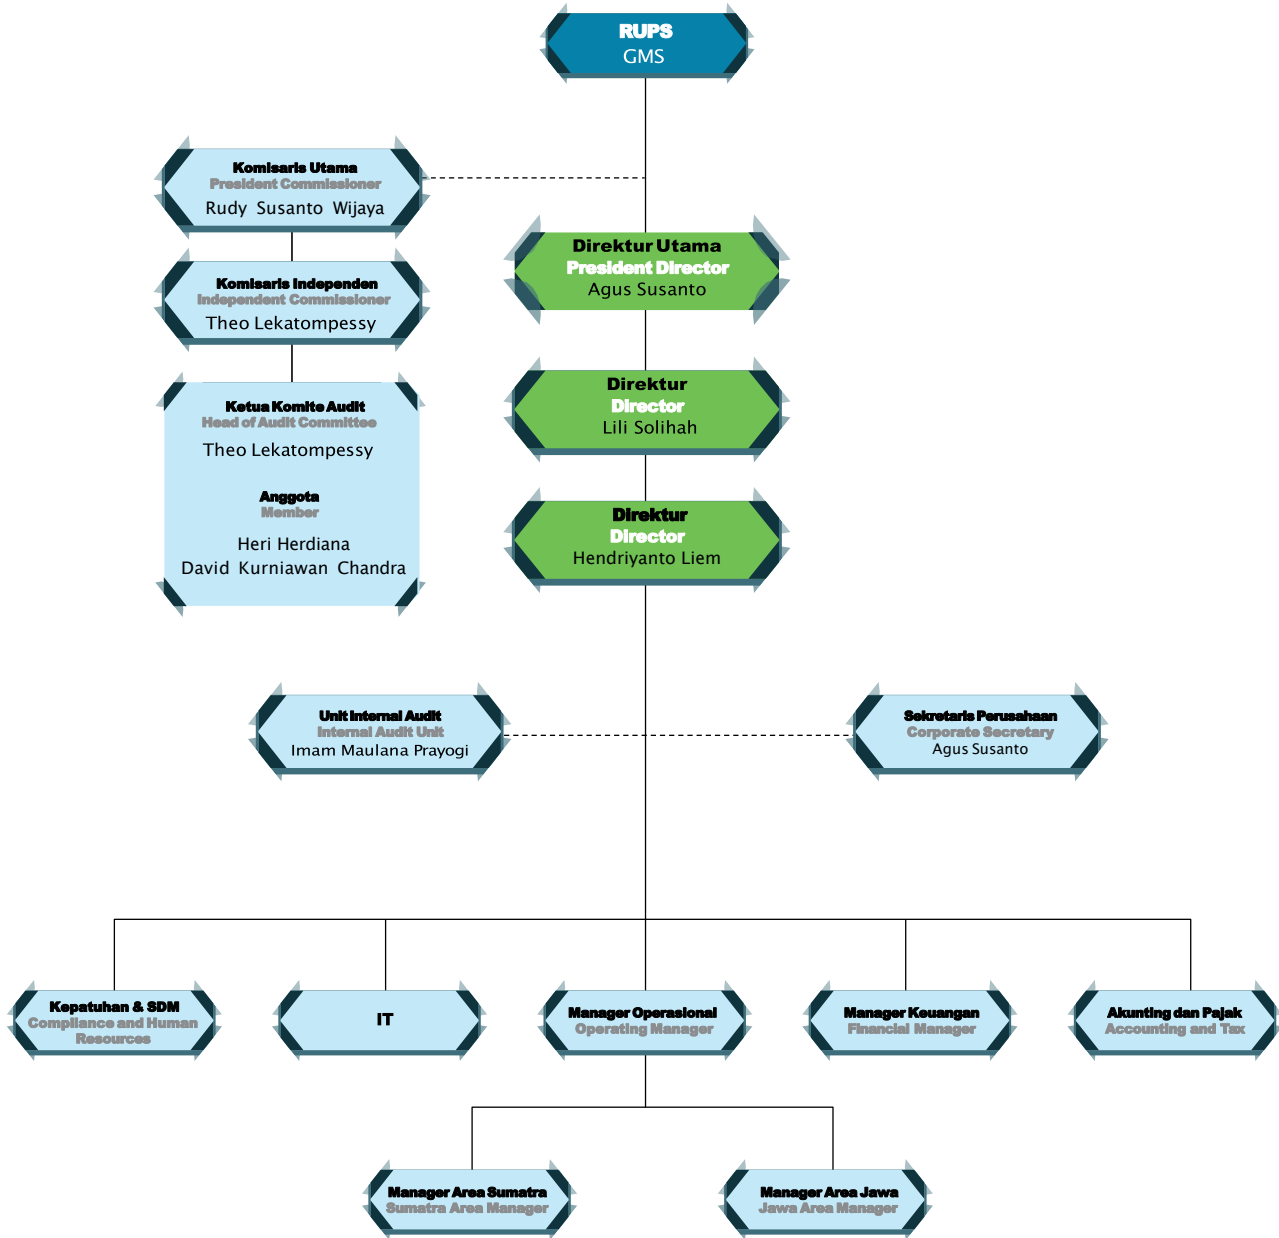 RUPS
GMS
Komisaris Utama
President Commissioner
Rudy Susanto Wijaya
Komisaris Independen
Independent Commissioner
Theo Lekatompessy
Ketua Komite Audit
Head of Audit Committee
Theo Lekatompessy
Anggota
Member
Heri Herdiana
David Kurniawan Chandra
Direktur Utama
President Director
Agus Susanto
Direktur
Director
Lili Solihah
Direktur
Director
Hendriyanto Liem
Unit Internal Audit
Internal Audit Unit
Imam Maulana Prayogi
Sekretaris Perusahaan
Corporate Secretary
Agus Susanto
Kepatuhan & SDM
Compliance and Human
Resources
IT
Manager Operasional
Operating Manager
Manager Keuangan
Financial Manager
Akunting dan Pajak
Accounting and Tax
Manager Area Sumatra
Sumatra Area Manager
Manager Area Jawa
Jawa Area Manager